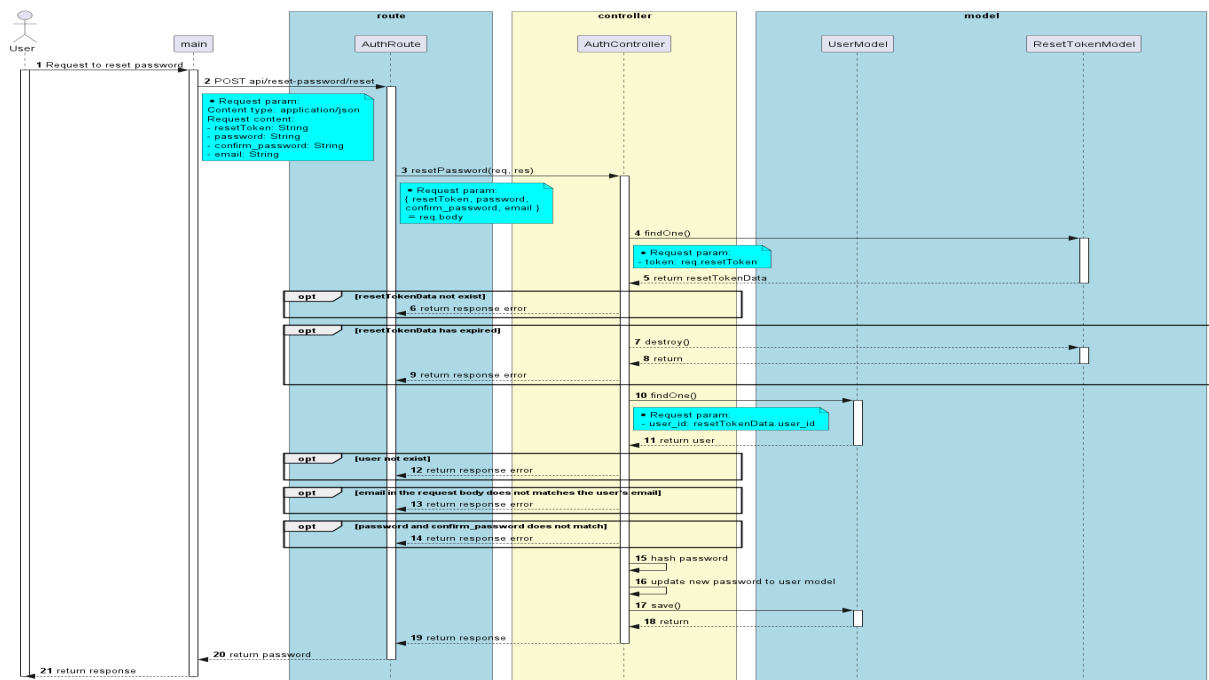 route
controller
model
User
main
AuthRoute
AuthController
UserModel
ResetTokenModel
1 Request to reset password
2 POST api/reset-password/reset
• Request param:
Content type: application/json
Request content:
- resetToken: String
- password: String
- confirm_password: String
- email: String
3 resetPassword(req, res)
• Request param:
{ resetToken, password,
confirm_password, email }
= req.body
4 findOne()
• Request param:
- token: req.resetToken
5 return resetTokenData
opt [resetTokenData not exist]
6 return response error
opt [resetTokenData has expired]
7 destroy()
8 return
9 return response error
10 findOne()
• Request param:
- user_id: resetTokenData.user_id
11 return user
opt [user not exist]
12 return response error
opt [email in the request body does not matches the user's email]
13 return response error
opt [password and confirm_password does not match]
14 return response error
15 hash password
16 update new password to user model
17 save()
18 return
19 return response
20 return password
21 return response